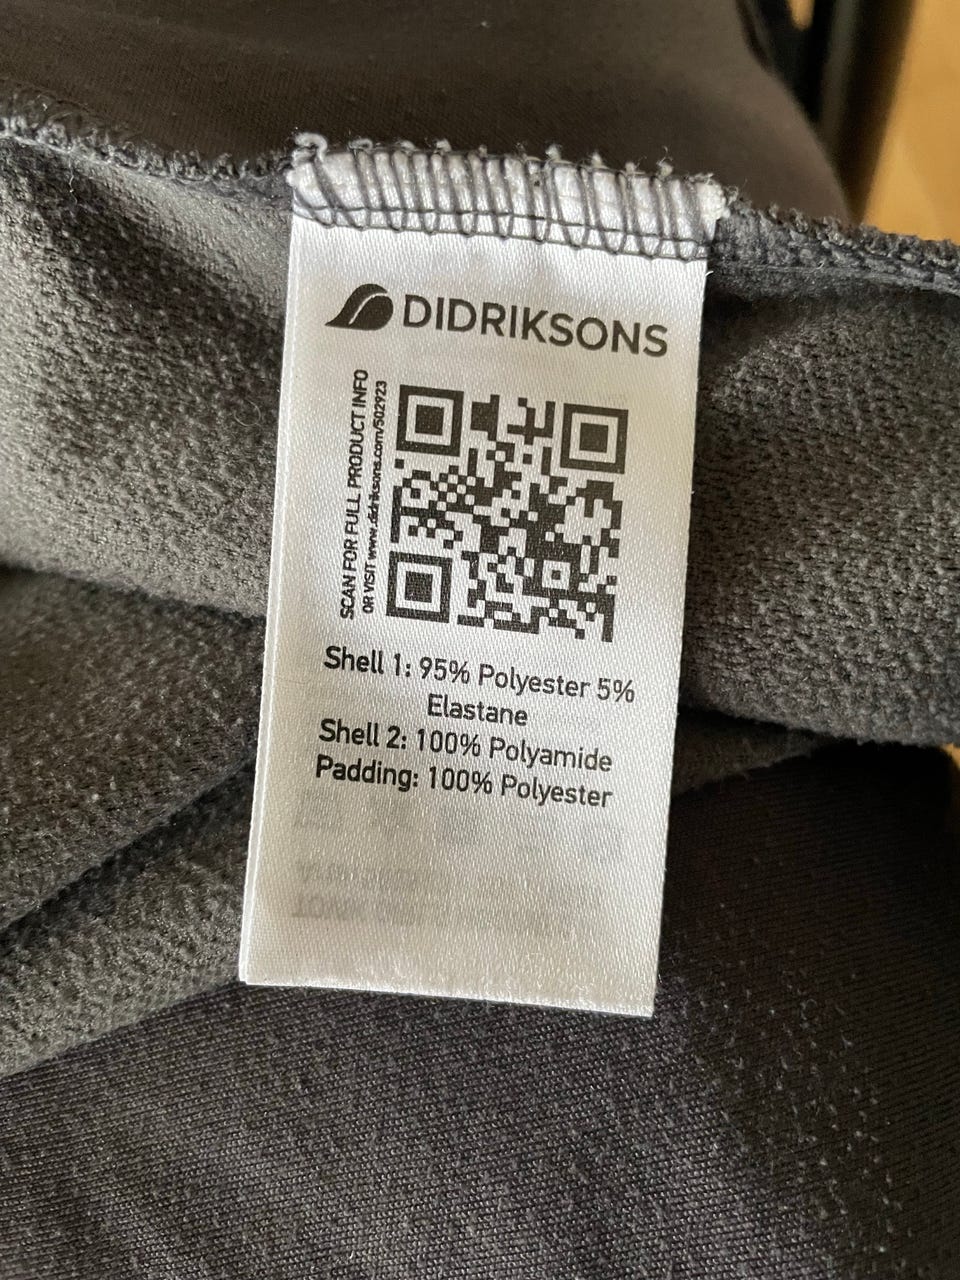 DIDRIKSONS
SCAN FOR FULL PRODUCT INFO
OR VISIT www.didriksons.com/502923
Shell 1: 95% Polyester 5%
Elastane
Shell 2: 100% Polyamide
Padding: 100% Polyester